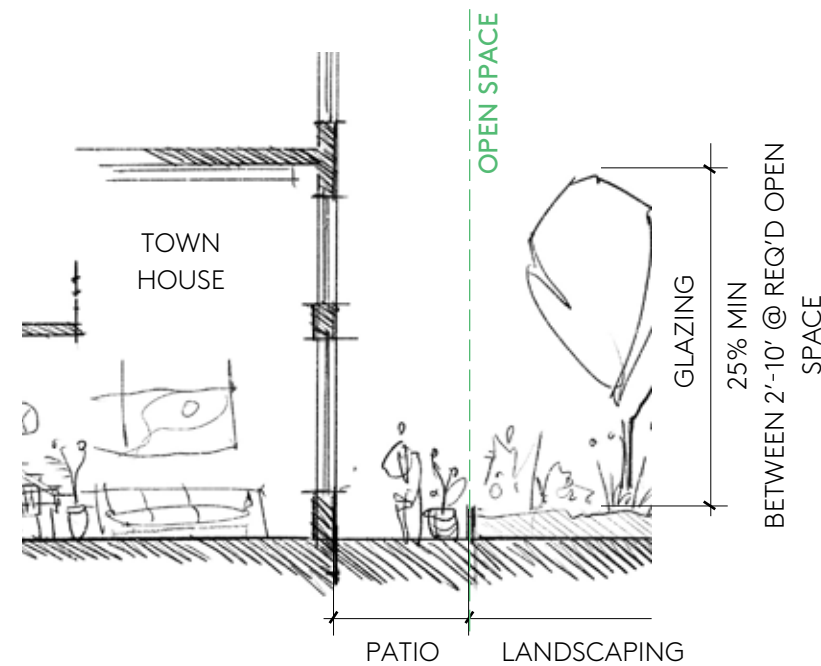 OPEN SPACE
TOWN
HOUSE
GLAZING
25% MIN
BETWEEN 2'-10' @ REQ'D OPEN
SPACE
PATIO
LANDSCAPING